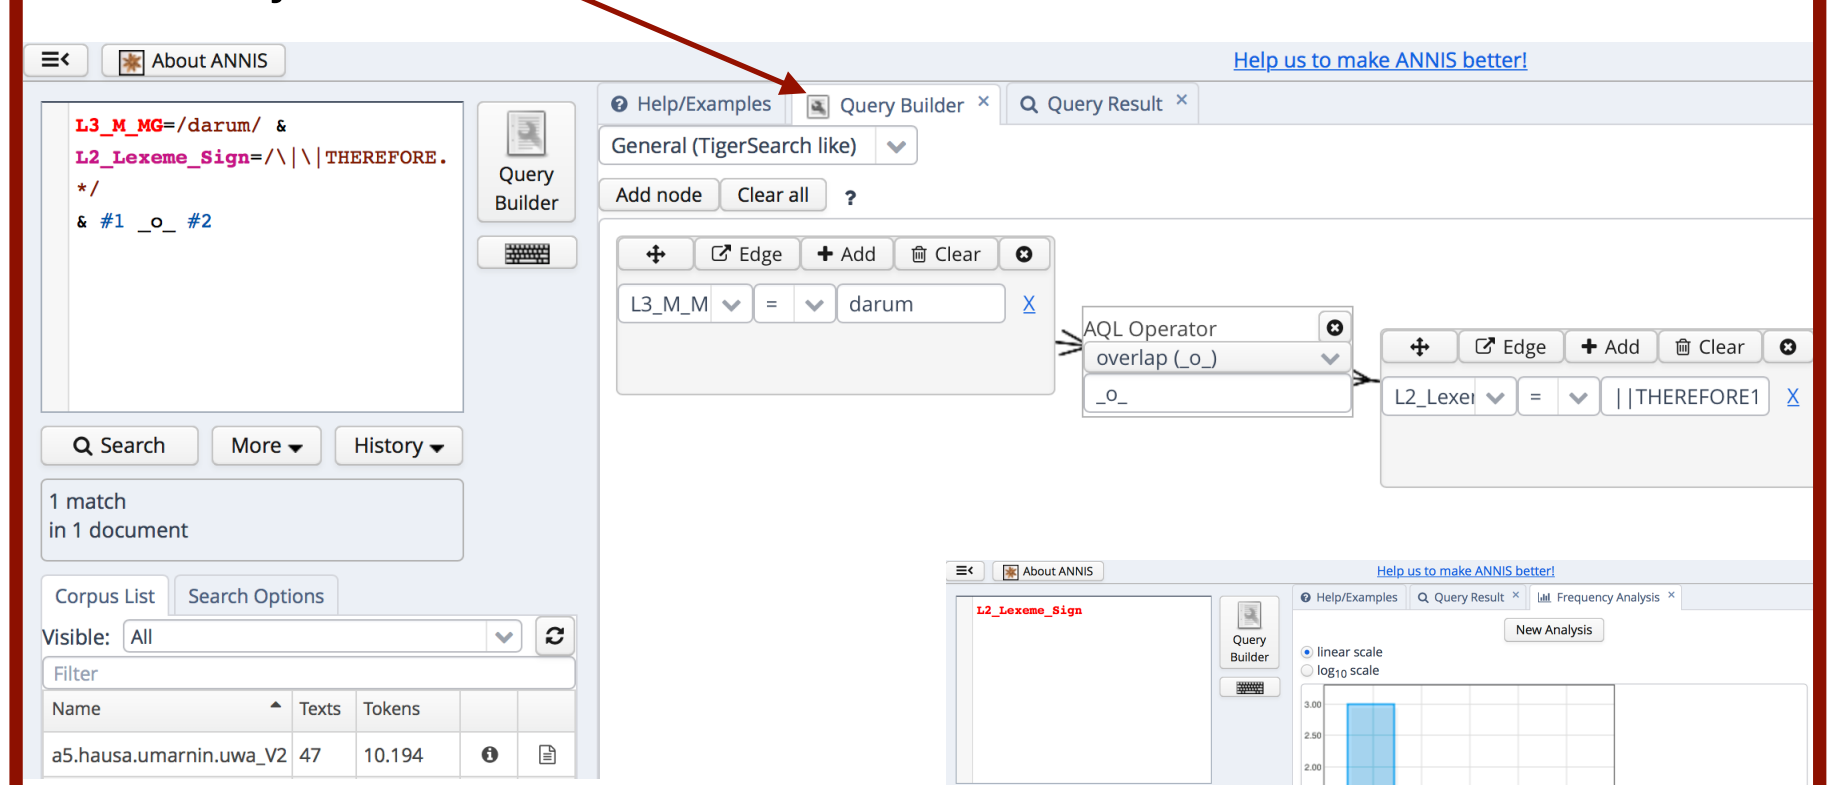 About ANNIS
Help us to make ANNIS better!
L3_M_MG=/darum/ &
L2_Lexeme_Sign=/\|\|THEREFORE.
*/
& #1 _o_ #2
Query
Builder
Help/Examples
Query Builder ×
Query Result ×
General (TigerSearch like)
Add node
Clear all
?
Edge
Add
Clear
L3_M_M
=
darum
X
AQL Operator
overlap (_o_)
_o_
Edge
Add
Clear
L2_Lexer
=
||THEREFORE1
X
Search
More
History
1 match
in 1 document
Corpus List
Search Options
Visible: All
Filter
Name Texts Tokens
a5.hausa.umarnin.uwa_V2 47 10.194
About ANNIS
Help us to make ANNIS better!
L2_Lexeme_Sign
Query
Builder
Help/Examples
Query Result ×
Frequency Analysis ×
New Analysis
linear scale
log10 scale
3.00
2.50
2.00